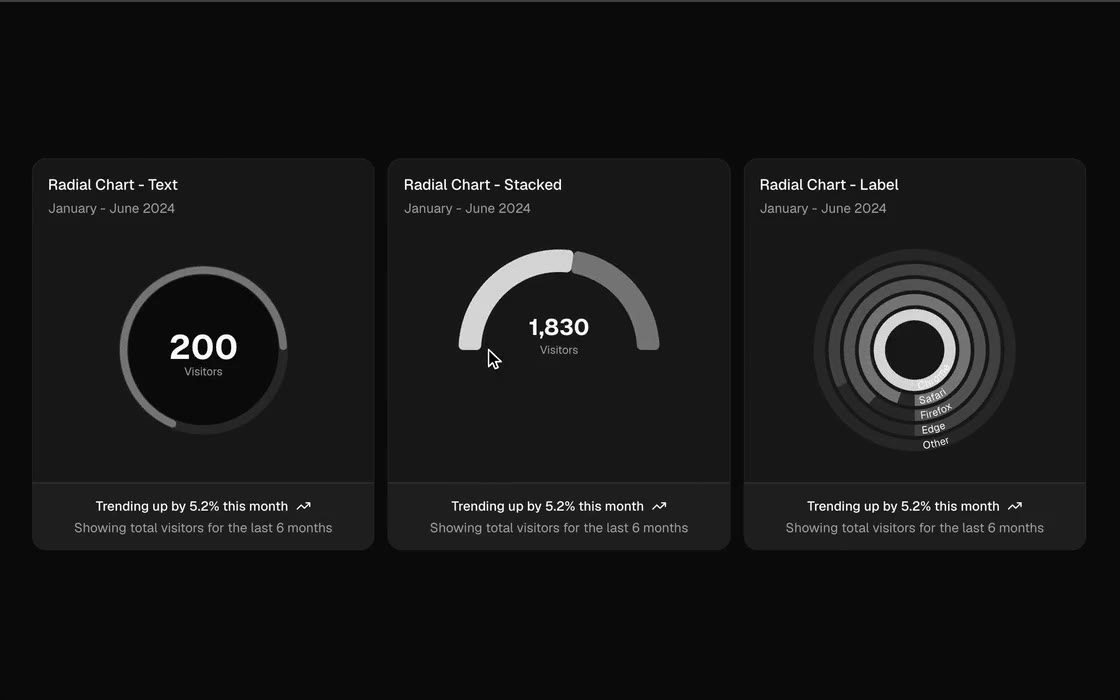 Radial Chart - Text
January - June 2024
200
Visitors
Trending up by 5.2% this month
Showing total visitors for the last 6 months
Radial Chart - Stacked
January - June 2024
1,830
Visitors
Trending up by 5.2% this month
Showing total visitors for the last 6 months
Radial Chart - Label
January - June 2024
Chrome
Safari
Firefox
Edge
Other
Trending up by 5.2% this month
Showing total visitors for the last 6 months